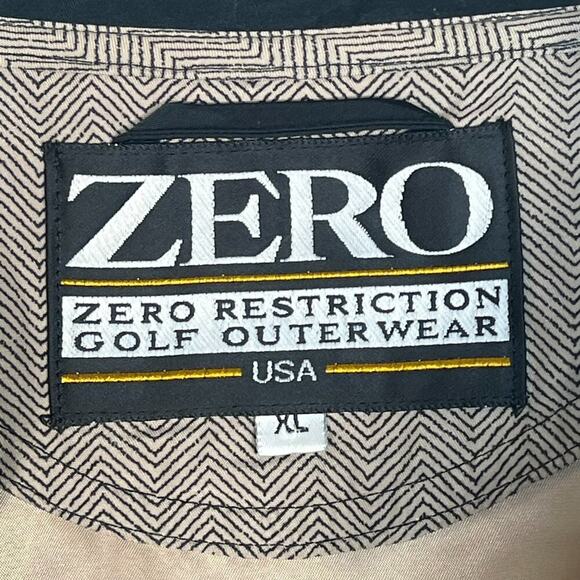 ZERO
ZERO RESTRICTION
GOLF OUTERWEAR
USA
XL